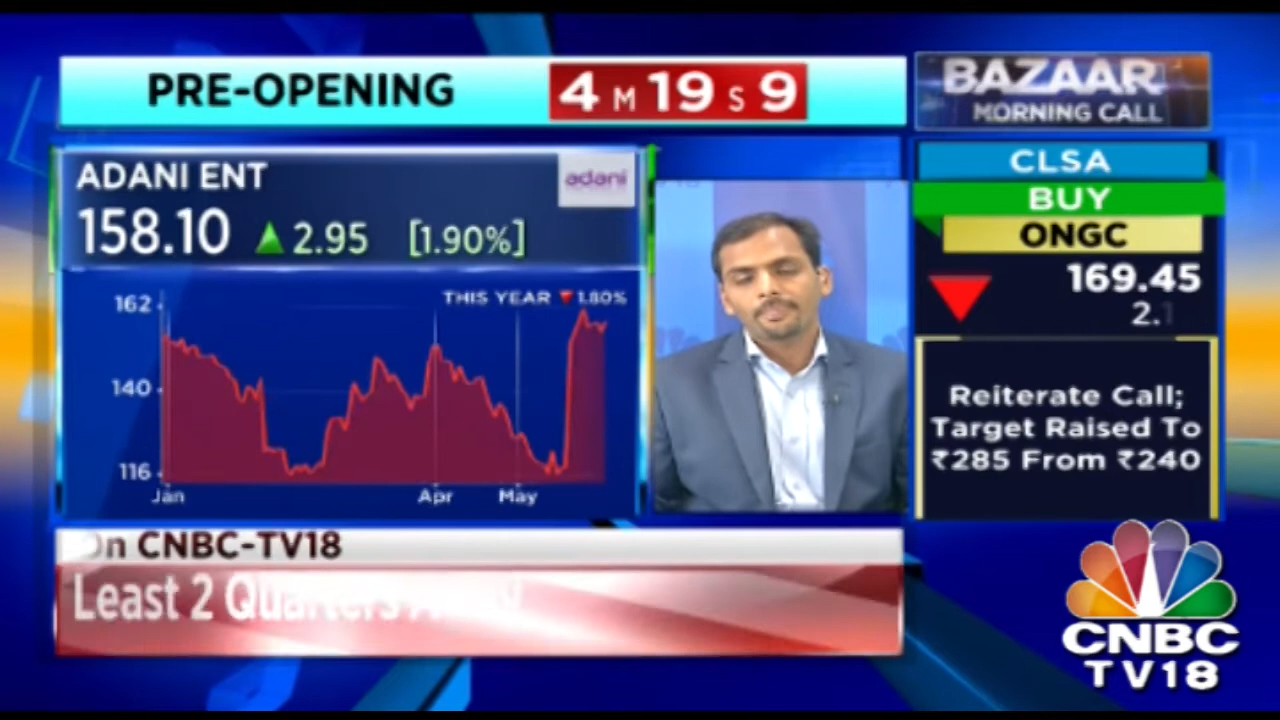 PRE-OPENING
4 M 19 S 9
BAZAAR
MORNING CALL
ADANI ENT
adani
158.10 ▲ 2.95 [1.90%]
THIS YEAR ▼ 1.80%
162
140
116
Jan Apr May
CLSA
BUY
ONGC
169.45
2.1
Reiterate Call;
Target Raised To
₹285 From ₹240
On CNBC-TV18
Least 2 Quarters
CNBC
TV18